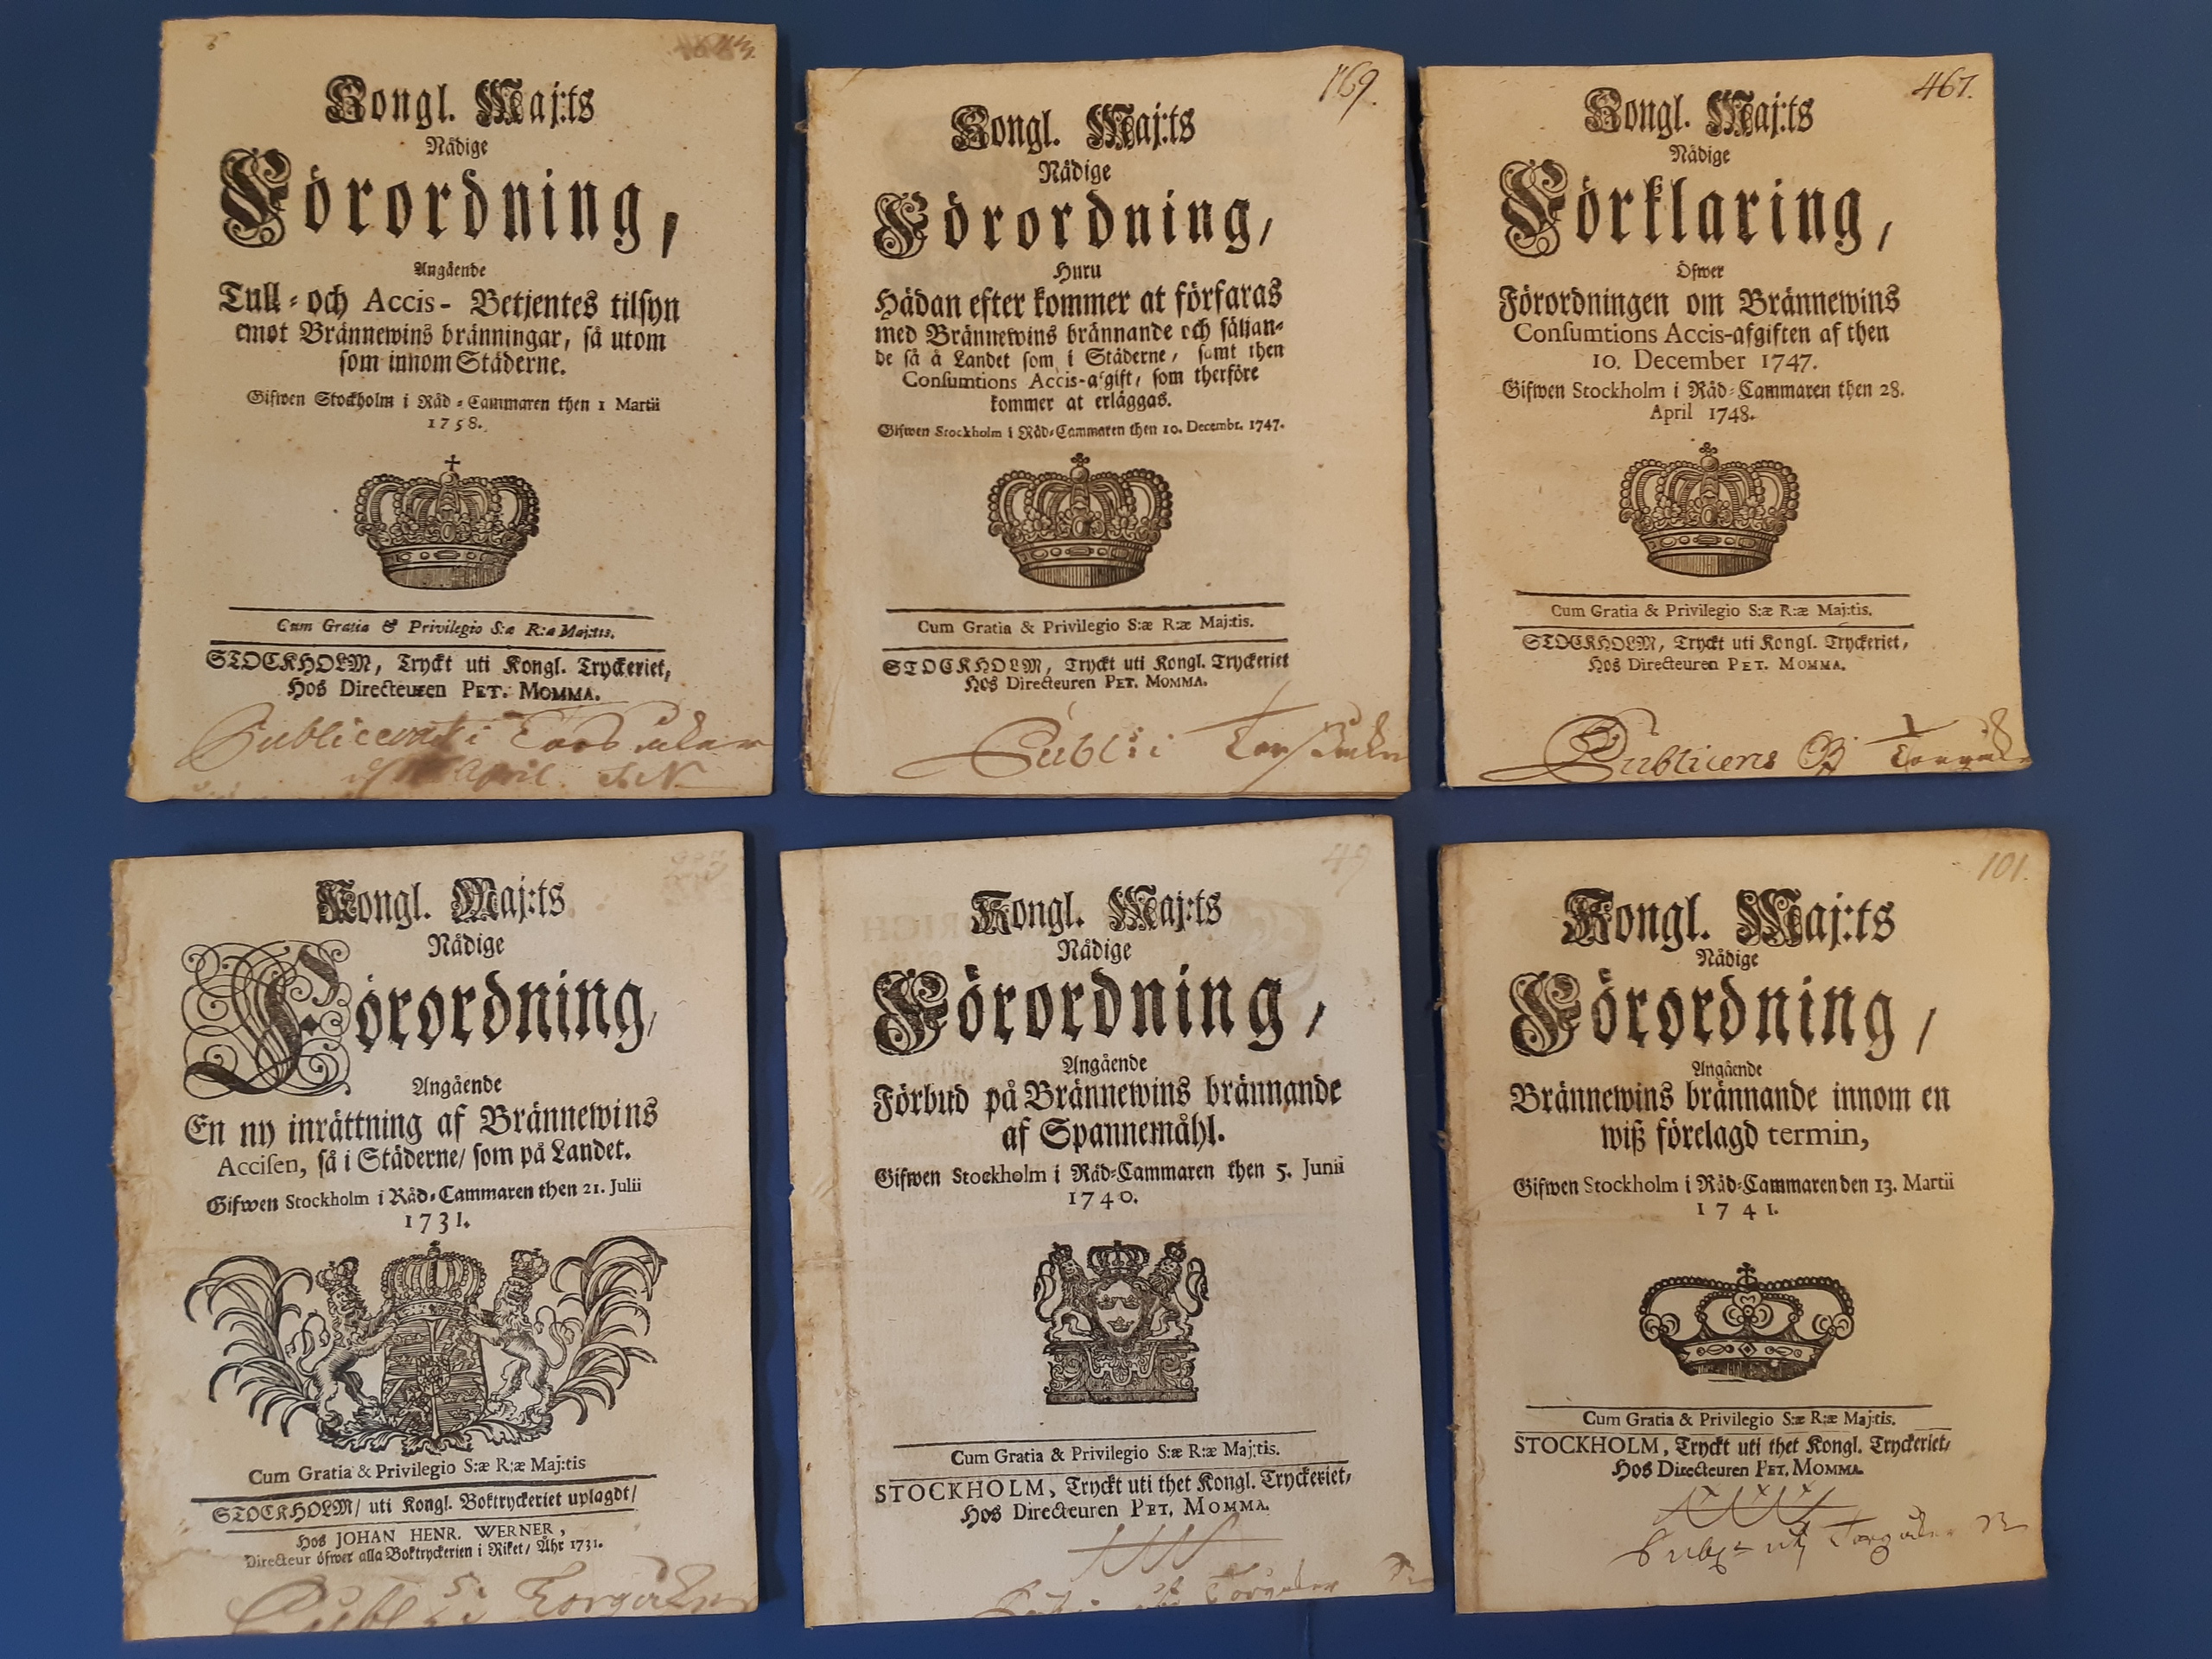 Kongl. Maj:ts
Nådige
Förordning,
Angående
Tull- och Accis- Betjentes tilsyn
emot Brännewins bränningar, så utom
som innom Städerne.
Gifwen Stockholm i Råd-Cammaren then 1 Martii
1758.
Cum Gratia & Privilegio S:æ R:æ Maj:tis.
STOCKHOLM, Tryckt uti Kongl. Tryckeriet,
Hos Directeuren PET. MOMMA.
April
169.
Kongl. Maj:ts
Nådige
Förordning,
Huru
Hädan efter kommer at förfaras
med Brännewins brännande och säljan-
de så å Landet som i Städerne, samt then
Consumtions Accis-afgift, som therföre
kommer at erläggas.
Gifwen Stockholm i Råd-Cammaren then 10. Decembr. 1747.
Cum Gratia & Privilegio S:æ R:æ Maj:tis.
STOCKHOLM, Tryckt uti Kongl. Tryckeriet
Hos Directeuren PET. MOMMA.
Publ: i
467.
Kongl. Maj:ts
Nådige
Förklaring,
Öfwer
Förordningen om Brännewins
Consumtions Accis-afgiften af then
10. December 1747.
Gifwen Stockholm i Råd-Cammaren then 28.
April 1748.
Cum Gratia & Privilegio S:æ R:æ Maj:tis.
STOCKHOLM, Tryckt uti Kongl. Tryckeriet,
Hos Directeuren PET. MOMMA.
Kongl. Maj:ts
Nådige
Förordning,
Angående
En ny inrättning af Brännewins
Accisen, så i Städerne/ som på Landet.
Gifwen Stockholm i Råd-Cammaren then 21. Julii
1731.
Cum Gratia & Privilegio S:æ R:æ Maj:tis
STOCKHOLM/ uti Kongl. Boktryckeriet uplagdt/
Hos JOHAN HENR. WERNER,
Directeur öfwer alla Boktryckerien i Riket/ Åhr 1731.
49
Kongl. Maj:ts
Nådige
Förordning,
Angående
Förbud på Brännewins brännande
af Spannemåhl.
Gifwen Stockholm i Råd-Cammaren then 5. Junii
1740.
Cum Gratia & Privilegio S:æ R:æ Maj:tis.
STOCKHOLM, Tryckt uti thet Kongl. Tryckeriet,
Hos Directeuren PET. MOMMA.
101.
Kongl. Maj:ts
Nådige
Förordning,
Angående
Brännewins brännande innom en
wiß förelagd termin,
Gifwen Stockholm i Råd-Cammaren den 13. Martii
1741.
Cum Gratia & Privilegio S:æ R:æ Maj:tis.
STOCKHOLM, Tryckt uti thet Kongl. Tryckeriet,
Hos Directeuren PET. MOMMA.